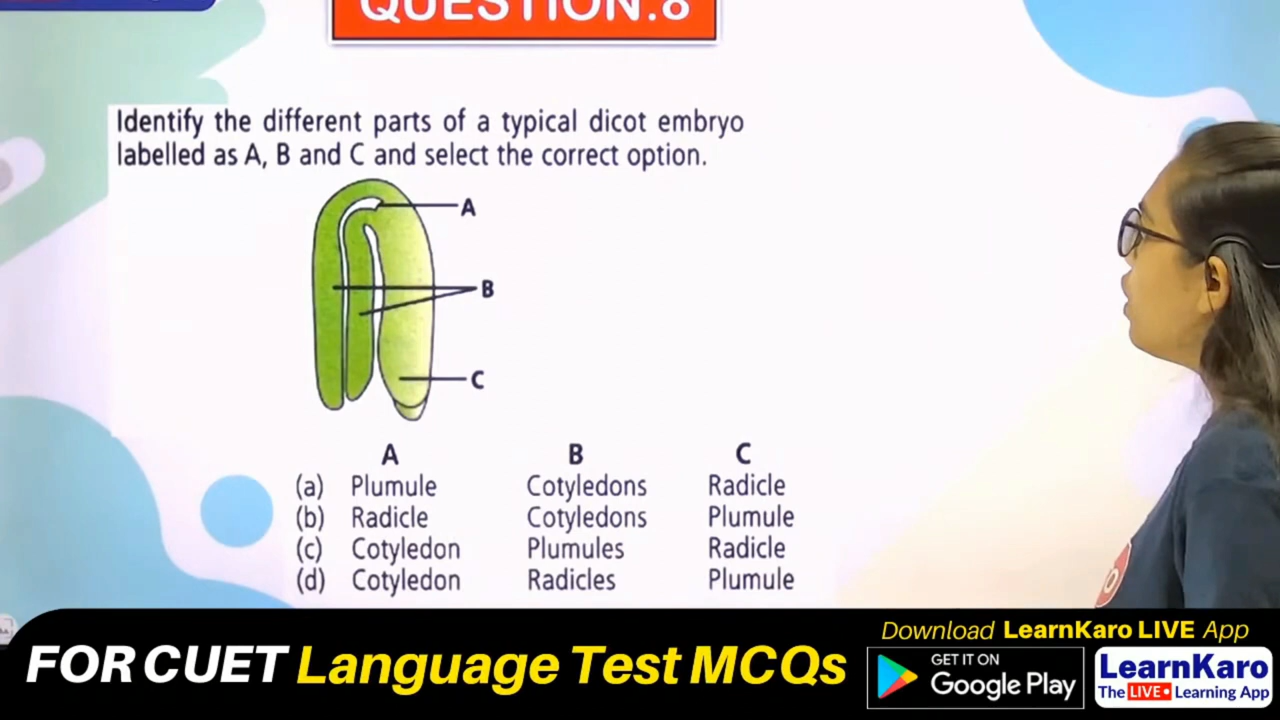 QUESTION.8
Identify the different parts of a typical dicot embryo
labelled as A, B and C and select the correct option.
A
B
C
A B C
(a) Plumule Cotyledons Radicle
(b) Radicle Cotyledons Plumule
(c) Cotyledon Plumules Radicle
(d) Cotyledon Radicles Plumule
FOR CUET Language Test MCQs
Download LearnKaro LIVE App
GET IT ON
Google Play
LearnKaro
The LIVE Learning App